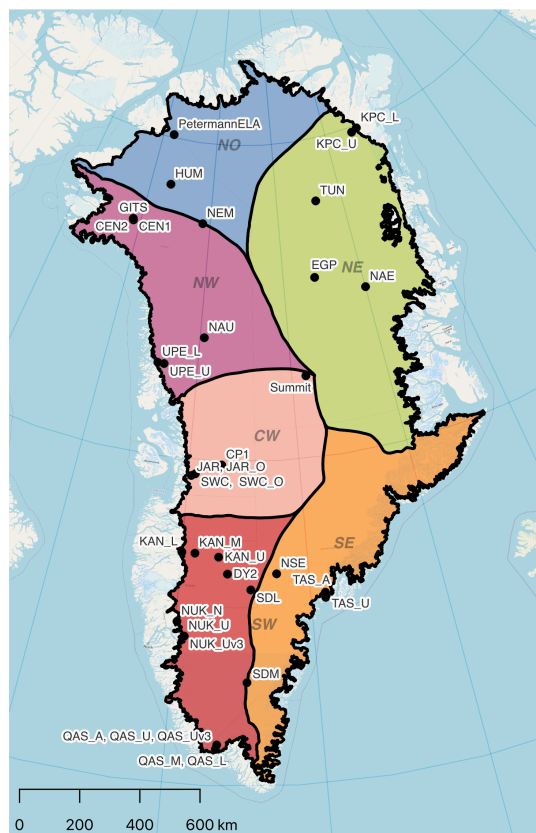 KPC_L
PetermannELA
NO
KPC_U
HUM
TUN
GITS
NEM
CEN2
CEN1
EGP
NE
NAE
NW
NAU
UPE_L
UPE_U
Summit
CW
CP1
JAR, JAR_O
SWC, SWC_O
KAN_L
KAN_M
SE
KAN_U
NSE
DY2
TAS_A
SDL
TAS_U
NUK_N
NUK_U
SW
NUK_Uv3
SDM
QAS_A, QAS_U, QAS_Uv3
QAS_M, QAS_L
0 200 400 600 km